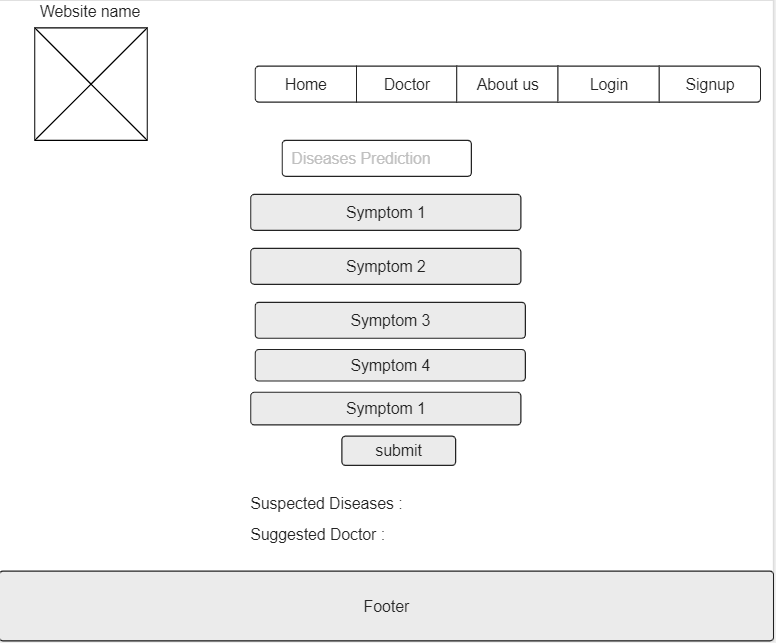 Website name
Home Doctor About us Login Signup
Diseases Prediction
Symptom 1
Symptom 2
Symptom 3
Symptom 4
Symptom 1
submit
Suspected Diseases :
Suggested Doctor :
Footer